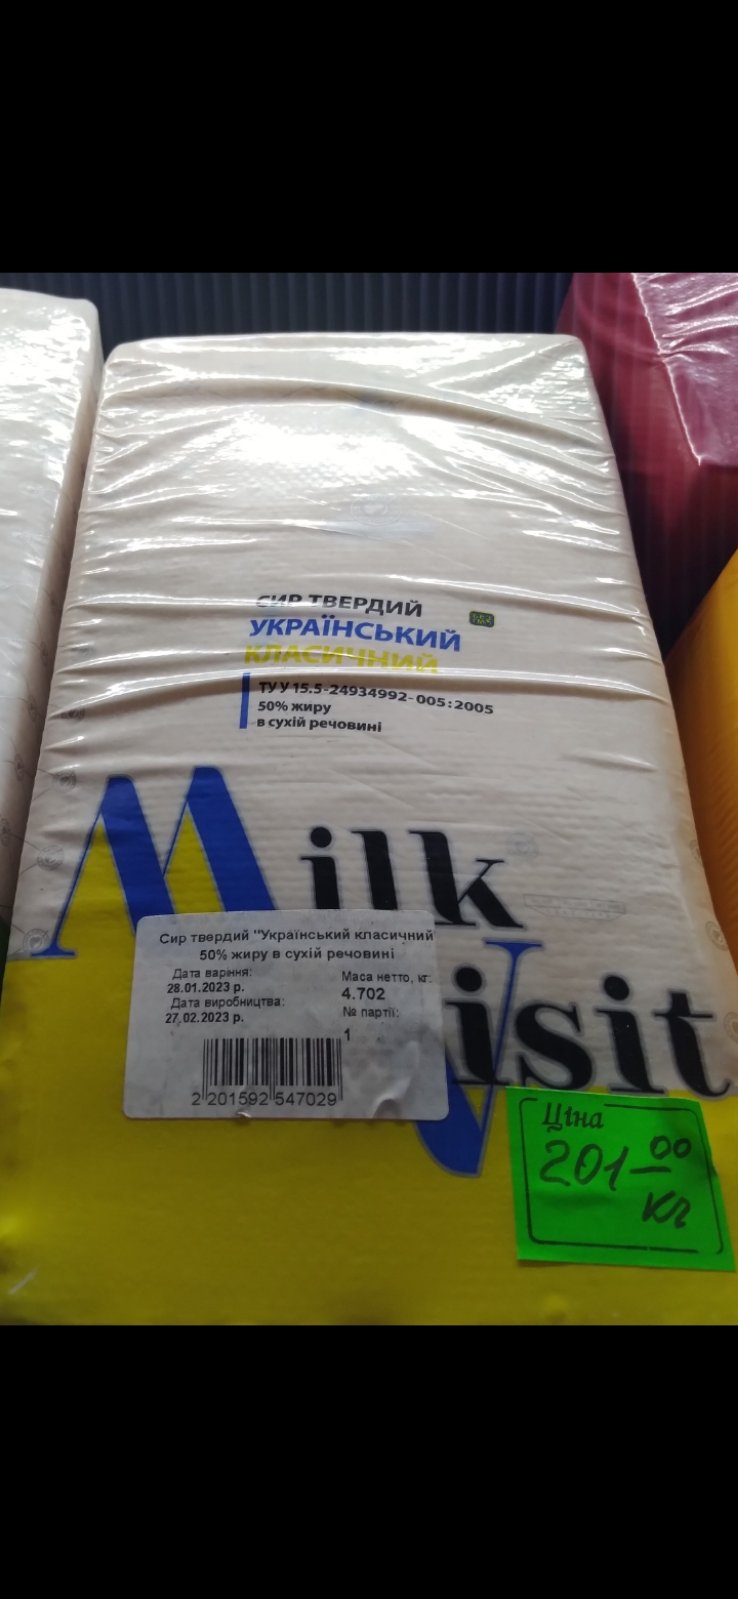 СИР ТВЕРДИЙ
УКРАЇНСЬКИЙ
КЛАСИЧНИЙ
ТУ У 15.5-24934992-005:2005
50% жиру
в сухій речовині
Milk
Visit
Сир твердий "Український класичний
50% жиру в сухій речовині
Дата варіння:
28.01.2023 р.
Дата виробництва:
27.02.2023 р.
Маса нетто, кг:
4.702
№ партії:
1
2 201592 547029
Ціна
201-00
кг